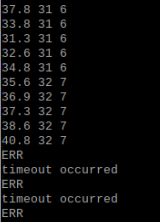 37.8 31 6
33.8 31 6
31.3 31 6
32.6 31 6
34.8 31 6
35.6 32 7
36.9 32 7
37.3 32 7
38.6 32 7
40.8 32 7
ERR
timeout occurred
ERR
timeout occurred
ERR